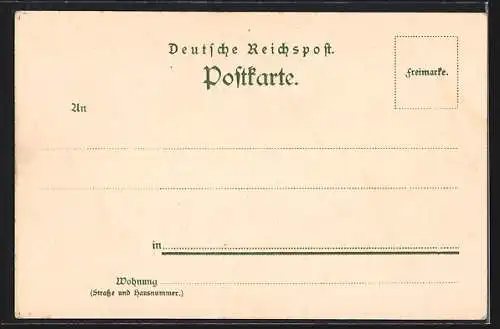 Deutſche Reichspoſt.
Poſtkarte.
Freimarke.
An
in
Wohnung
(Straße und Hausnummer.)